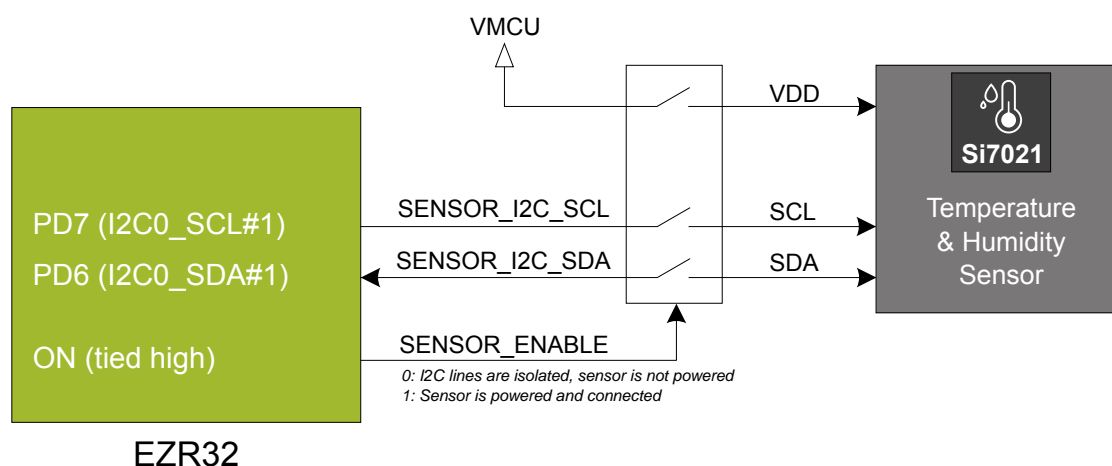 VMCU
VDD
Si7021
PD7 (I2C0_SCL#1)
SENSOR_I2C_SCL
SCL
Temperature
& Humidity
Sensor
PD6 (I2C0_SDA#1)
SENSOR_I2C_SDA
SDA
ON (tied high)
SENSOR_ENABLE
0: I2C lines are isolated, sensor is not powered
1: Sensor is powered and connected
EZR32